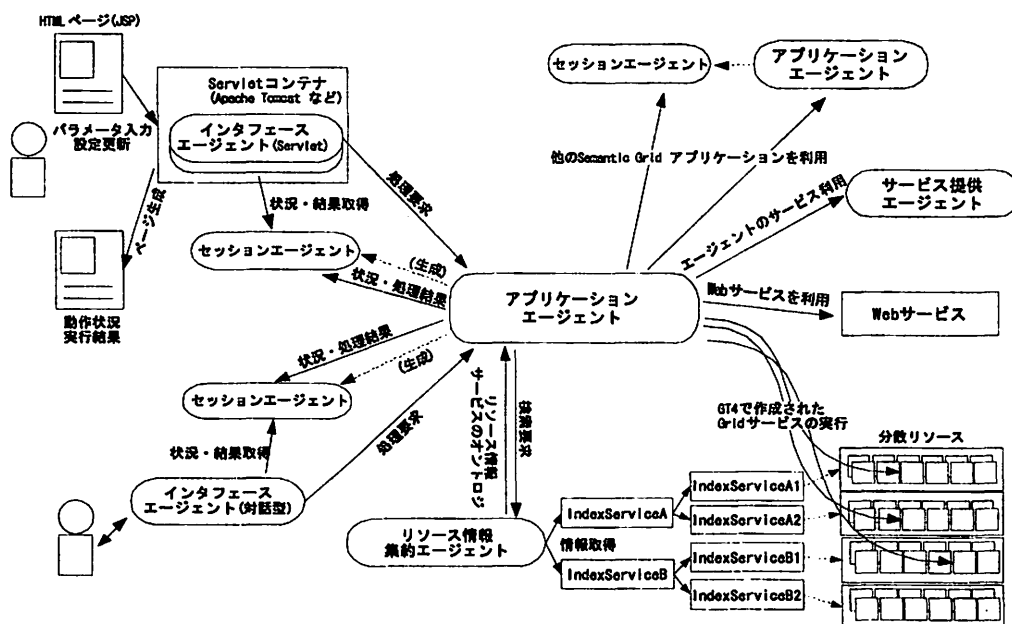 HTMLページ(JSP)
Servletコンテナ
(Apache Tomcat など)
インタフェース
エージェント(Servlet)
パラメータ入力
設定更新
ページ生成
状況・結果取得
処理要求
セッションエージェント
(生成)
状況・処理結果
動作状況
実行結果
セッションエージェント
アプリケーション
エージェント
他のSemantic Grid アプリケーションを利用
サービス提供
エージェント
エージェントのサービス利用
Webサービスを利用
Webサービス
アプリケーション
エージェント
状況・処理結果
(生成)
セッションエージェント
処理要求
状況・結果取得
インタフェース
エージェント(対話型)
サービスのオントロジ
リソース情報
検索要求
リソース情報
集約エージェント
情報取得
IndexServiceA
IndexServiceB
IndexServiceA1
IndexServiceA2
IndexServiceB1
IndexServiceB2
GT4で作成された
Gridサービスの実行
分散リソース